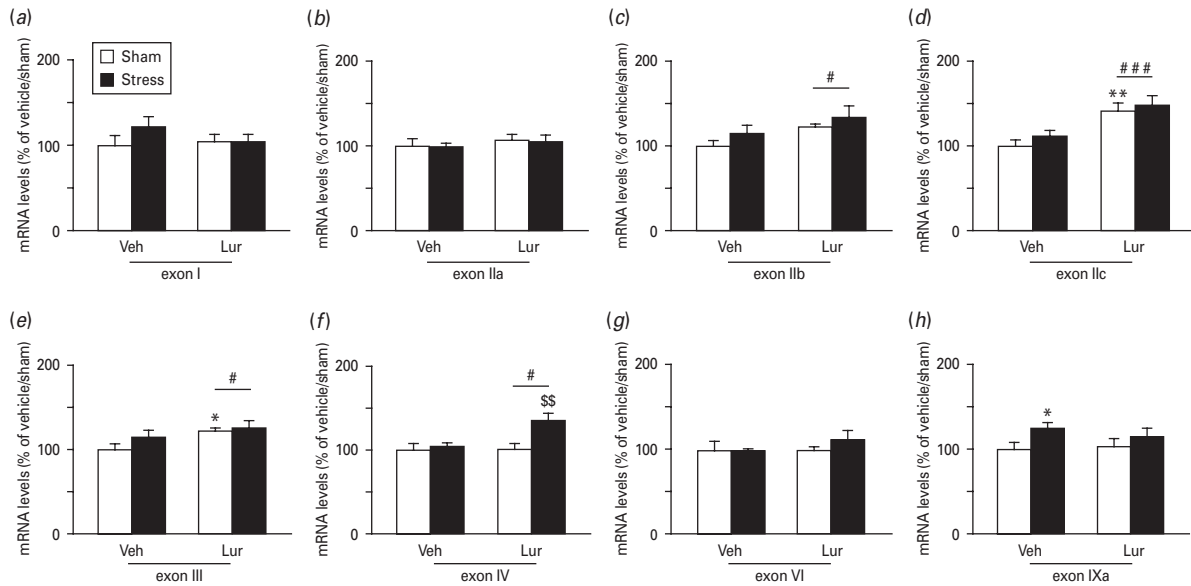 (a)
mRNA levels (% of vehicle/sham)
200
100
0
Sham
Stress
Veh Lur
exon I
(b)
mRNA levels (% of vehicle/sham)
200
100
0
Veh Lur
exon IIa
(c)
mRNA levels (% of vehicle/sham)
200
100
0
#
Veh Lur
exon IIb
(d)
mRNA levels (% of vehicle/sham)
200
100
0
###
**
Veh Lur
exon IIc
(e)
mRNA levels (% of vehicle/sham)
200
100
0
#
*
Veh Lur
exon III
(f)
mRNA levels (% of vehicle/sham)
200
100
0
#
$$
Veh Lur
exon IV
(g)
mRNA levels (% of vehicle/sham)
200
100
0
Veh Lur
exon VI
(h)
mRNA levels (% of vehicle/sham)
200
100
0
*
Veh Lur
exon IXa